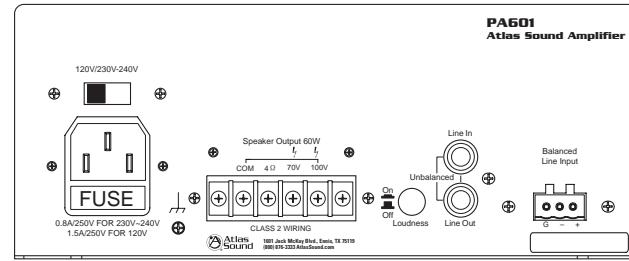 PA601
Atlas Sound Amplifier
120V/230V-240V
Speaker Output 60W
COM 4 Ω 70V 100V
CLASS 2 WIRING
FUSE
0.8A/250V FOR 230V~240V
1.5A/250V FOR 120V
Atlas Sound
1601 Jack McKay Blvd., Ennis, TX 75119
(800) 876-3333 AtlasSound.com
On
Off
Loudness
Line In
Unbalanced
Line Out
Balanced
Line Input
G – +